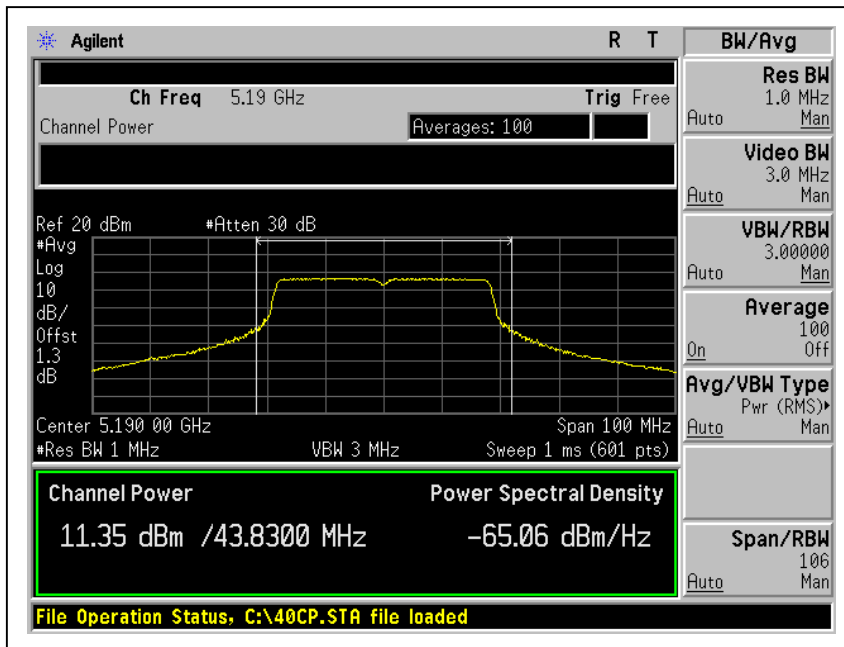 Agilent R T
Ch Freq 5.19 GHz Trig Free
Channel Power Averages: 100
Ref 20 dBm #Atten 30 dB
#Avg
Log
10
dB/
Offst
1.3
dB
Center 5.190 00 GHz Span 100 MHz
#Res BW 1 MHz VBW 3 MHz Sweep 1 ms (601 pts)
Channel Power Power Spectral Density
11.35 dBm /43.8300 MHz -65.06 dBm/Hz
File Operation Status, C:\40CP.STA file loaded
BW/Avg
Res BW
1.0 MHz
Auto Man
Video BW
3.0 MHz
Auto Man
VBW/RBW
3.00000
Auto Man
Average
100
On Off
Avg/VBW Type
Pwr (RMS)▸
Auto Man
Span/RBW
106
Auto Man